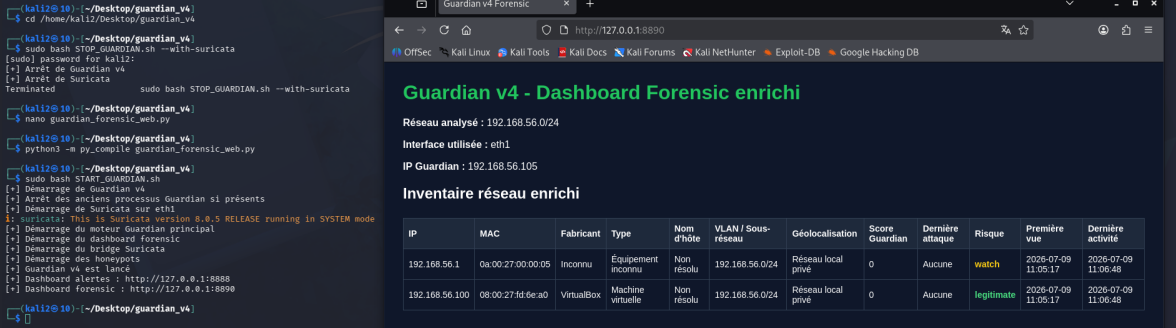 (kali2㉿10)-[~/Desktop/guardian_v4]
$ cd /home/kali2/Desktop/guardian_v4
(kali2㉿10)-[~/Desktop/guardian_v4]
$ sudo bash STOP_GUARDIAN.sh --with-suricata
[sudo] password for kali2:
[+] Arrêt de Guardian v4
[+] Arrêt de Suricata
Terminated sudo bash STOP_GUARDIAN.sh --with-suricata
(kali2㉿10)-[~/Desktop/guardian_v4]
$ nano guardian_forensic_web.py
(kali2㉿10)-[~/Desktop/guardian_v4]
$ python3 -m py_compile guardian_forensic_web.py
(kali2㉿10)-[~/Desktop/guardian_v4]
$ sudo bash START_GUARDIAN.sh
[+] Démarrage de Guardian v4
[+] Arrêt des anciens processus Guardian si présents
[+] Démarrage de Suricata sur eth1
i: suricata: This is Suricata version 8.0.5 RELEASE running in SYSTEM mode
[+] Démarrage du moteur Guardian principal
[+] Démarrage du dashboard forensic
[+] Démarrage du bridge Suricata
[+] Démarrage des honeypots
[+] Guardian v4 est lancé
[+] Dashboard alertes : http://127.0.0.1:8888
[+] Dashboard forensic : http://127.0.0.1:8890
(kali2㉿10)-[~/Desktop/guardian_v4]
$
Guardian v4 Forensic
http://127.0.0.1:8890
OffSec Kali Linux Kali Tools Kali Docs Kali Forums Kali NetHunter Exploit-DB Google Hacking DB
Guardian v4 - Dashboard Forensic enrichi
Réseau analysé : 192.168.56.0/24
Interface utilisée : eth1
IP Guardian : 192.168.56.105
Inventaire réseau enrichi
IP MAC Fabricant Type Nom d'hôte VLAN / Sous-réseau Géolocalisation Score Guardian Dernière attaque Risque Première vue Dernière activité
192.168.56.1 0a:00:27:00:00:05 Inconnu Équipement inconnu Non résolu 192.168.56.0/24 Réseau local privé 0 Aucune watch 2026-07-09 11:05:17 2026-07-09 11:06:48
192.168.56.100 08:00:27:fd:6e:a0 VirtualBox Machine virtuelle Non résolu 192.168.56.0/24 Réseau local privé 0 Aucune legitimate 2026-07-09 11:05:17 2026-07-09 11:06:48